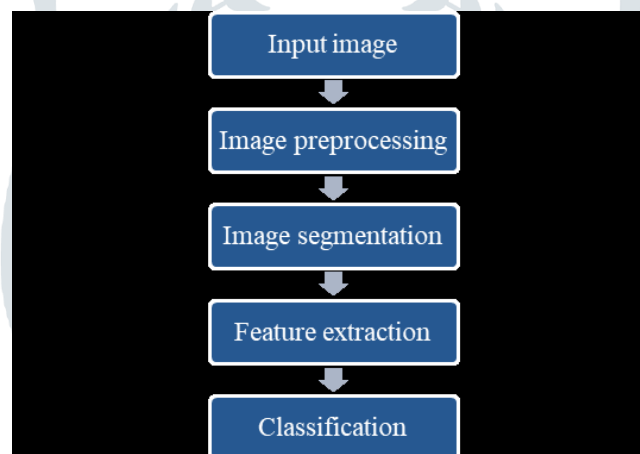 Input image
Image preprocessing
Image segmentation
Feature extraction
Classification